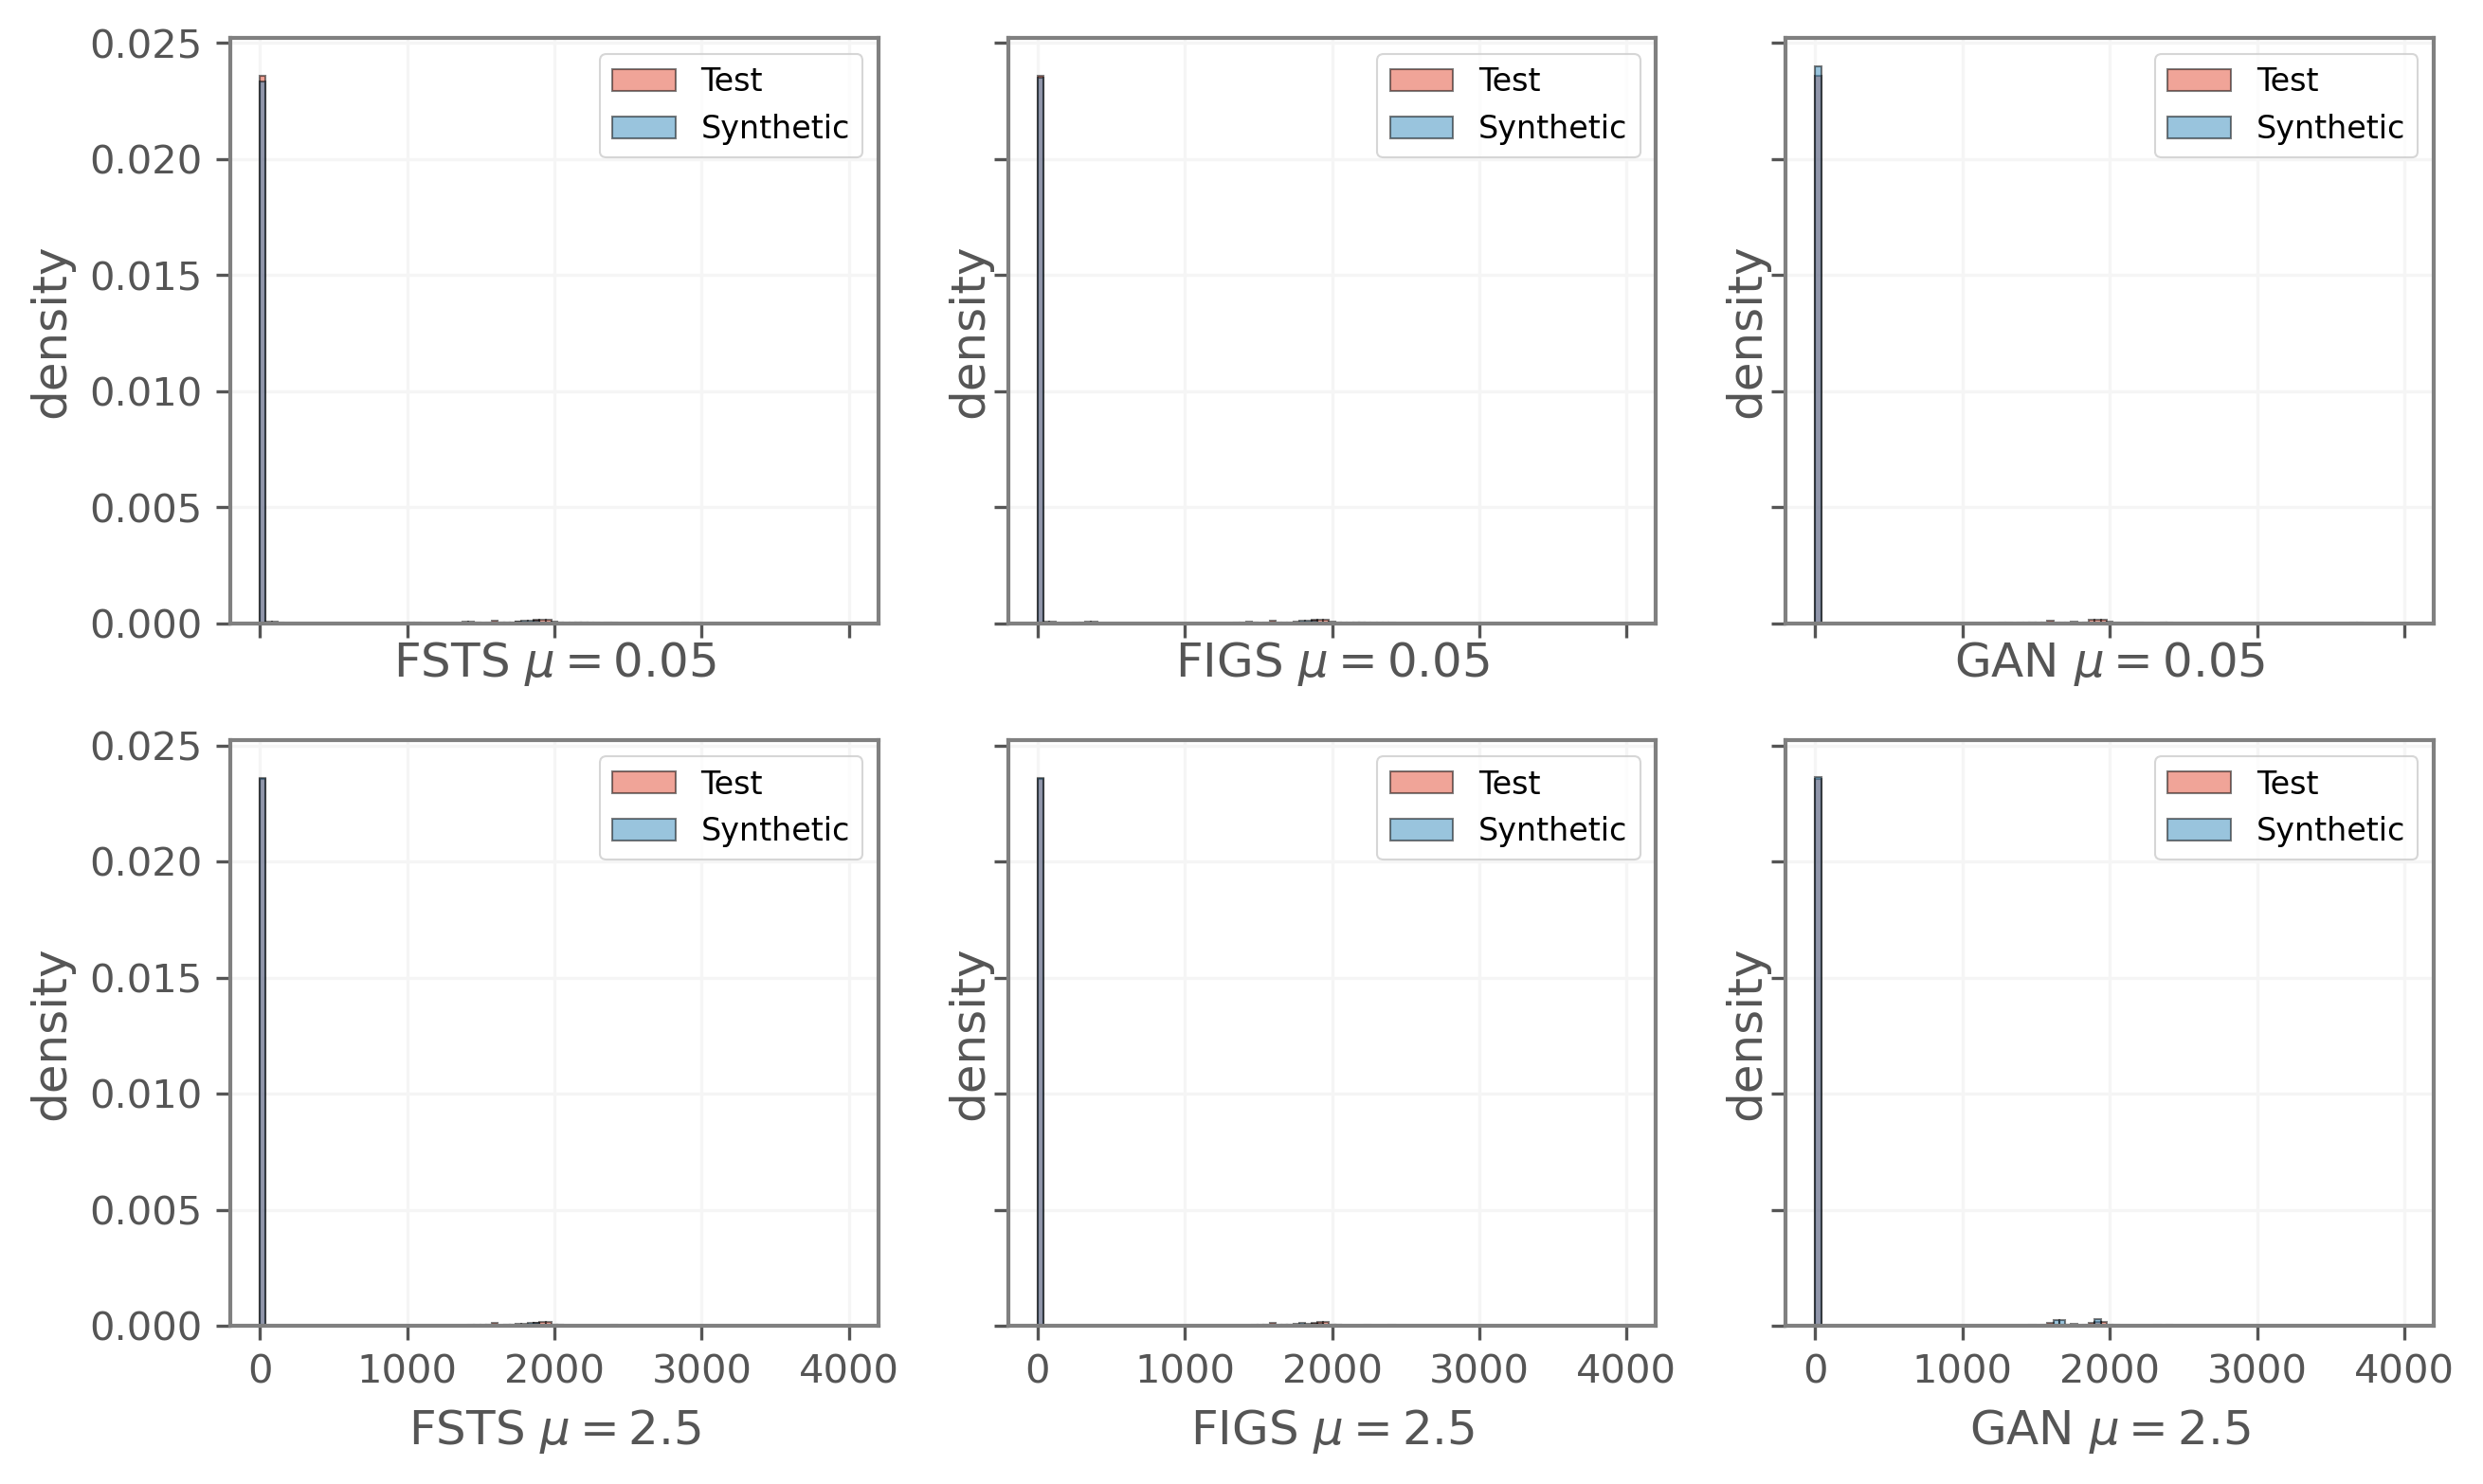 0.025
0.020
0.015
0.010
0.005
0.000
density
Test
Synthetic
FSTS μ = 0.05
density
Test
Synthetic
FIGS μ = 0.05
density
Test
Synthetic
GAN μ = 0.05
0.025
0.020
0.015
0.010
0.005
0.000
density
Test
Synthetic
0 1000 2000 3000 4000
FSTS μ = 2.5
density
Test
Synthetic
0 1000 2000 3000 4000
FIGS μ = 2.5
density
Test
Synthetic
0 1000 2000 3000 4000
GAN μ = 2.5